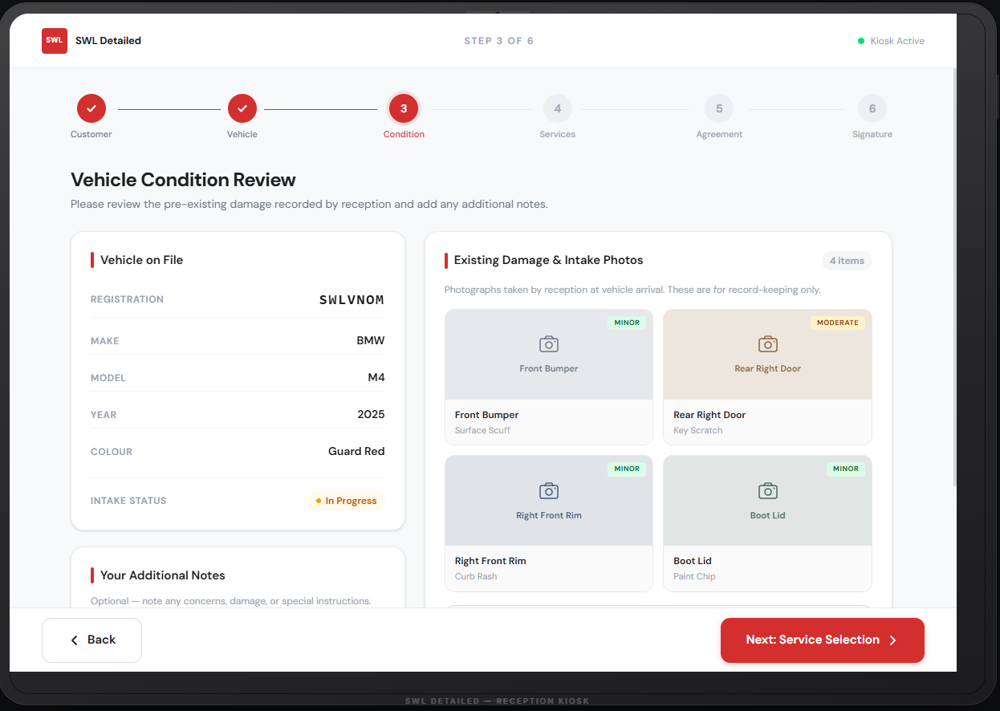 SWL
SWL Detailed
STEP 3 OF 6
Kiosk Active
3
4
5
6
Customer
Vehicle
Condition
Services
Agreement
Signature
Vehicle Condition Review
Please review the pre-existing damage recorded by reception and add any additional notes.
Vehicle on File
REGISTRATION
SWLVNOM
MAKE
BMW
MODEL
M4
YEAR
2025
COLOUR
Guard Red
INTAKE STATUS
In Progress
Your Additional Notes
Optional — note any concerns, damage, or special instructions.
Existing Damage & Intake Photos
4 items
Photographs taken by reception at vehicle arrival. These are for record-keeping only.
MINOR
Front Bumper
Front Bumper
Surface Scuff
MODERATE
Rear Right Door
Rear Right Door
Key Scratch
MINOR
Right Front Rim
Right Front Rim
Curb Rash
MINOR
Boot Lid
Boot Lid
Paint Chip
Back
Next: Service Selection
SWL DETAILED — RECEPTION KIOSK